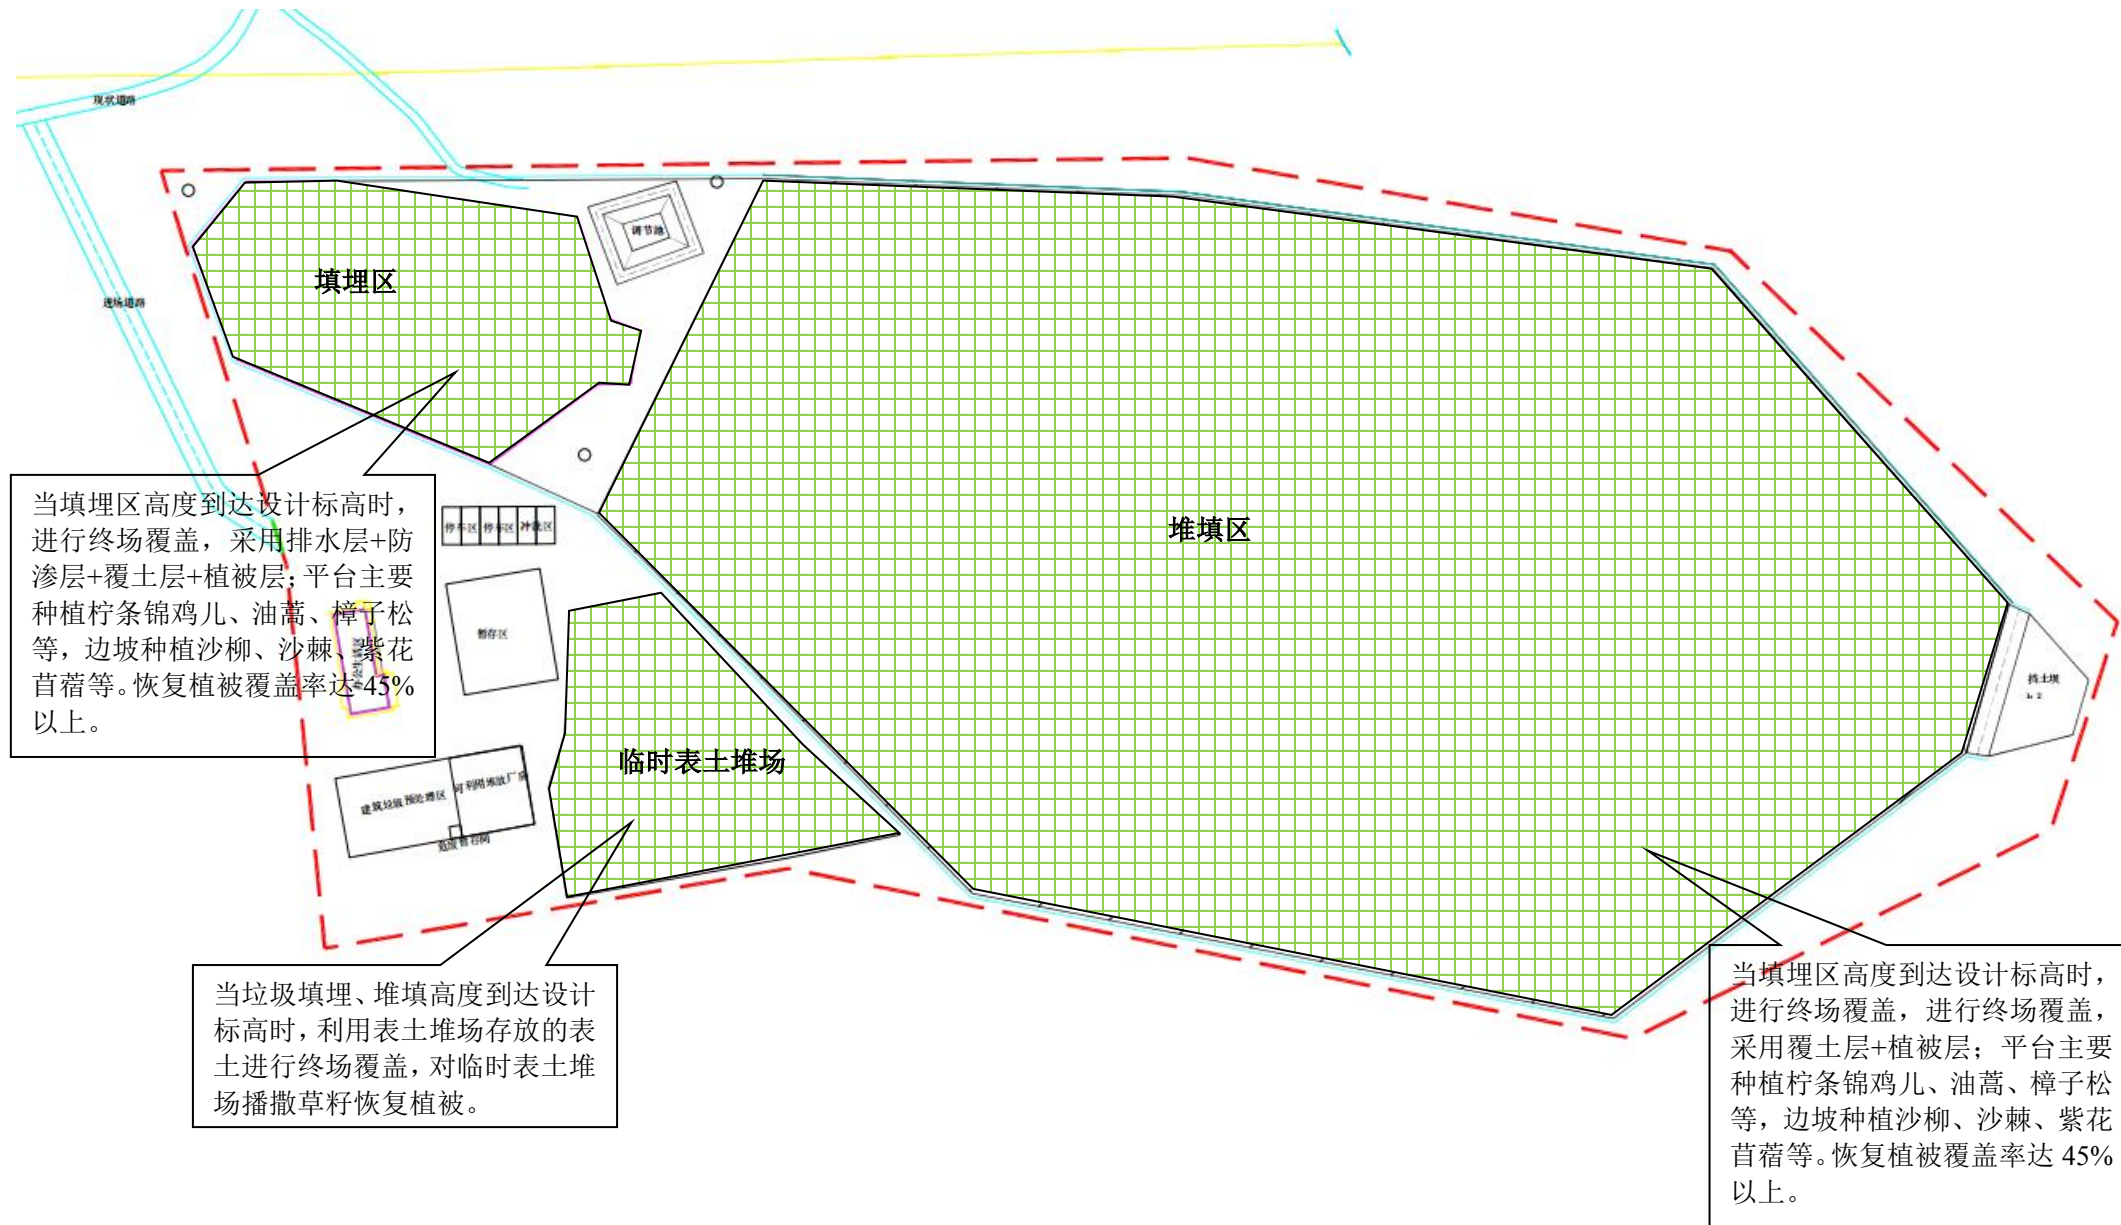 现状道路
调节池
填埋区
进场道路
当填埋区高度到达设计标高时，
进行终场覆盖，采用排水层+防
渗层+覆土层+植被层；平台主要
种植柠条锦鸡儿、油蒿、樟子松
等，边坡种植沙柳、沙棘、紫花
苜蓿等。恢复植被覆盖率达 45%
以上。
停车区 停车区 冲洗区
堆填区
暂存区
办公生活区
挡土坝
临时表土堆场
建筑垃圾预处理区
可利用堆放厂房
当垃圾填埋、堆填高度到达设计
标高时，利用表土堆场存放的表
土进行终场覆盖，对临时表土堆
场播撒草籽恢复植被。
当填埋区高度到达设计标高时，
进行终场覆盖，进行终场覆盖，
采用覆土层+植被层；平台主要
种植柠条锦鸡儿、油蒿、樟子松
等，边坡种植沙柳、沙棘、紫花
苜蓿等。恢复植被覆盖率达 45%
以上。